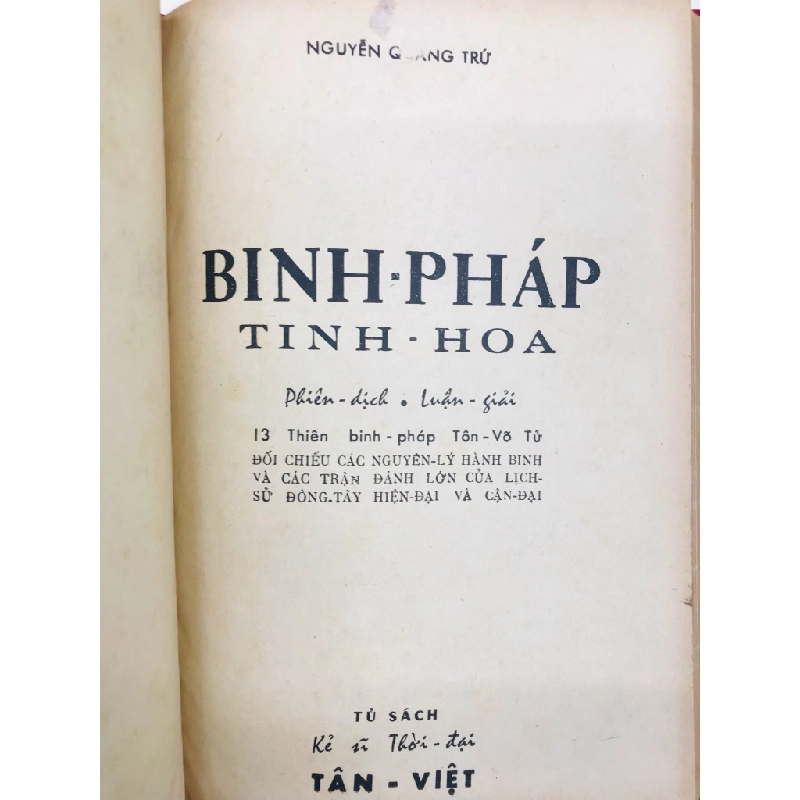 NGUYỄN QUANG TRỨ
BINH-PHÁP
TINH-HOA
Phiên-dịch • Luận-giải
13 Thiên binh-pháp Tôn-Võ Tử
ĐỐI CHIẾU CÁC NGUYÊN-LÝ HÀNH BINH
VÀ CÁC TRẬN ĐÁNH LỚN CỦA LỊCH-
SỬ ĐÔNG.TÂY HIỆN-ĐẠI VÀ CẬN-ĐẠI
TỦ SÁCH
Kẻ sĩ Thời-đại
TÂN-VIỆT